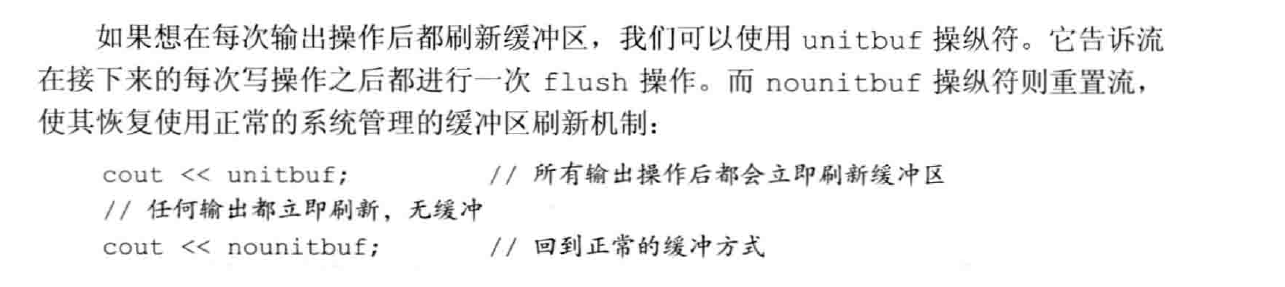 如果想在每次输出操作后都刷新缓冲区，我们可以使用 unitbuf 操纵符。它告诉流
在接下来的每次写操作之后都进行一次 flush 操作。而 nounitbuf 操纵符则重置流，
使其恢复使用正常的系统管理的缓冲区刷新机制：
cout << unitbuf; // 所有输出操作后都会立即刷新缓冲区
// 任何输出都立即刷新，无缓冲
cout << nounitbuf; // 回到正常的缓冲方式